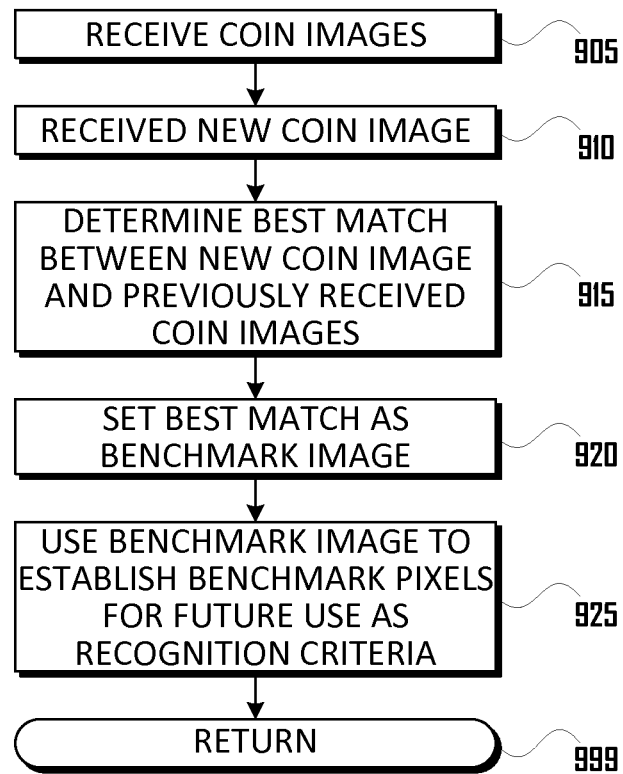 RECEIVE COIN IMAGES
905
RECEIVED NEW COIN IMAGE
910
DETERMINE BEST MATCH
BETWEEN NEW COIN IMAGE
AND PREVIOUSLY RECEIVED
COIN IMAGES
915
SET BEST MATCH AS
BENCHMARK IMAGE
920
USE BENCHMARK IMAGE TO
ESTABLISH BENCHMARK PIXELS
FOR FUTURE USE AS
RECOGNITION CRITERIA
925
RETURN
999